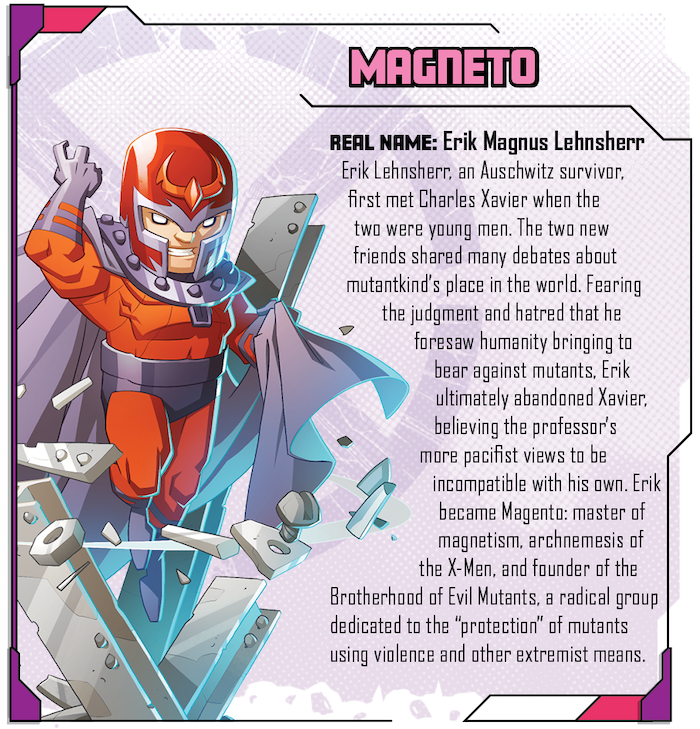 MAGNETO
REAL NAME: Erik Magnus Lehnsherr
Erik Lehnsherr, an Auschwitz survivor,
first met Charles Xavier when the
two were young men. The two new
friends shared many debates about
mutantkind's place in the world. Fearing
the judgment and hatred that he
foresaw humanity bringing to
bear against mutants, Erik
ultimately abandoned Xavier,
believing the professor's
more pacifist views to be
incompatible with his own. Erik
became Magento: master of
magnetism, archnemesis of
the X-Men, and founder of the
Brotherhood of Evil Mutants, a radical group
dedicated to the “protection” of mutants
using violence and other extremist means.